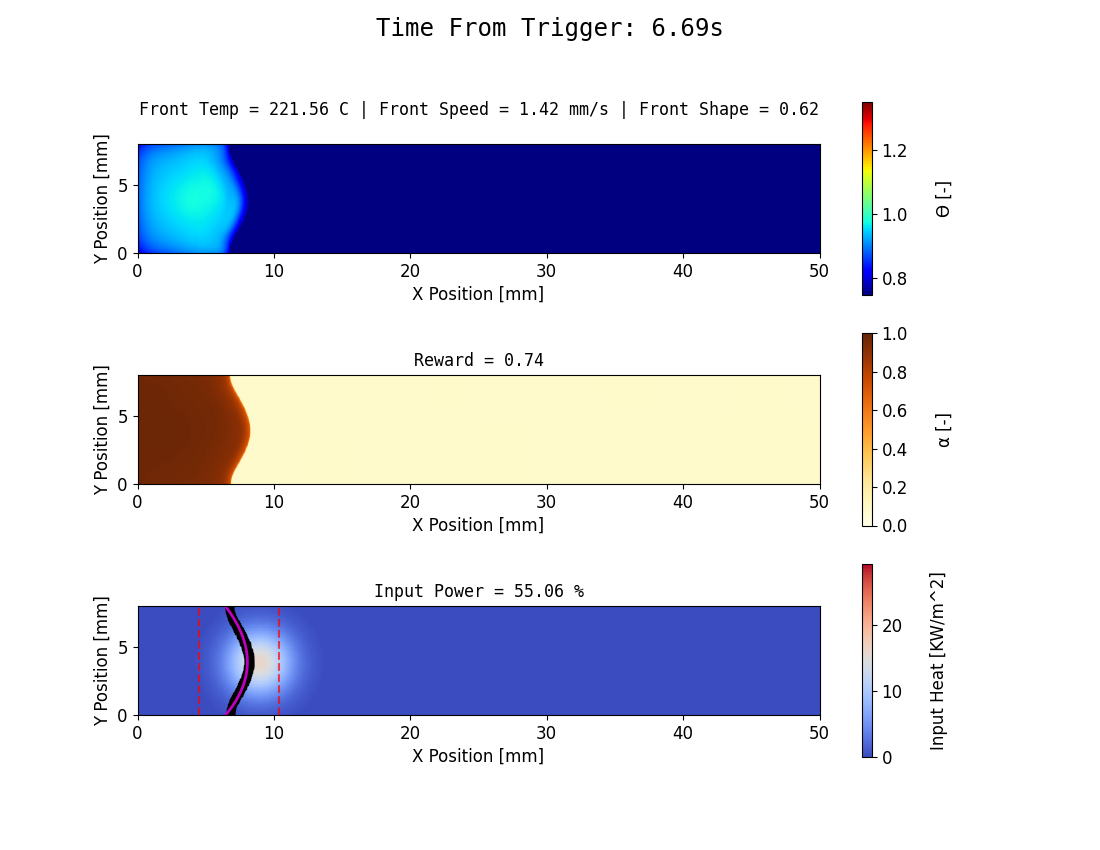 Time From Trigger: 6.69s
Front Temp = 221.56 C | Front Speed = 1.42 mm/s | Front Shape = 0.62
Y Position [mm]
5
0
0 10 20 30 40 50
X Position [mm]
1.2
1.0
0.8
Θ [-]
Reward = 0.74
Y Position [mm]
5
0
0 10 20 30 40 50
X Position [mm]
1.0
0.8
0.6
0.4
0.2
0.0
α [-]
Input Power = 55.06 %
Y Position [mm]
5
0
0 10 20 30 40 50
X Position [mm]
20
10
0
Input Heat [KW/m^2]